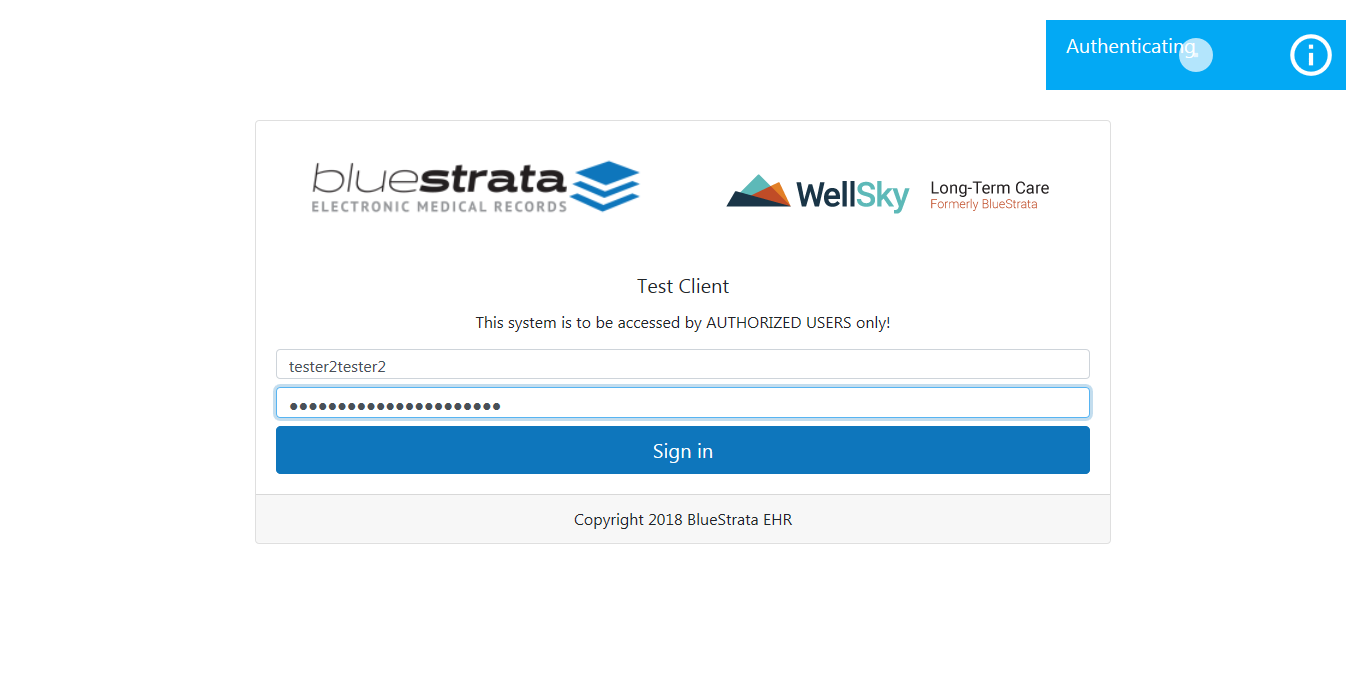 Authenticating
bluestrata
ELECTRONIC MEDICAL RECORDS
WellSky Long-Term Care
Formerly BlueStrata
Test Client
This system is to be accessed by AUTHORIZED USERS only!
tester2tester2
●●●●●●●●●●●●●●●●●●●●●●
Sign in
Copyright 2018 BlueStrata EHR